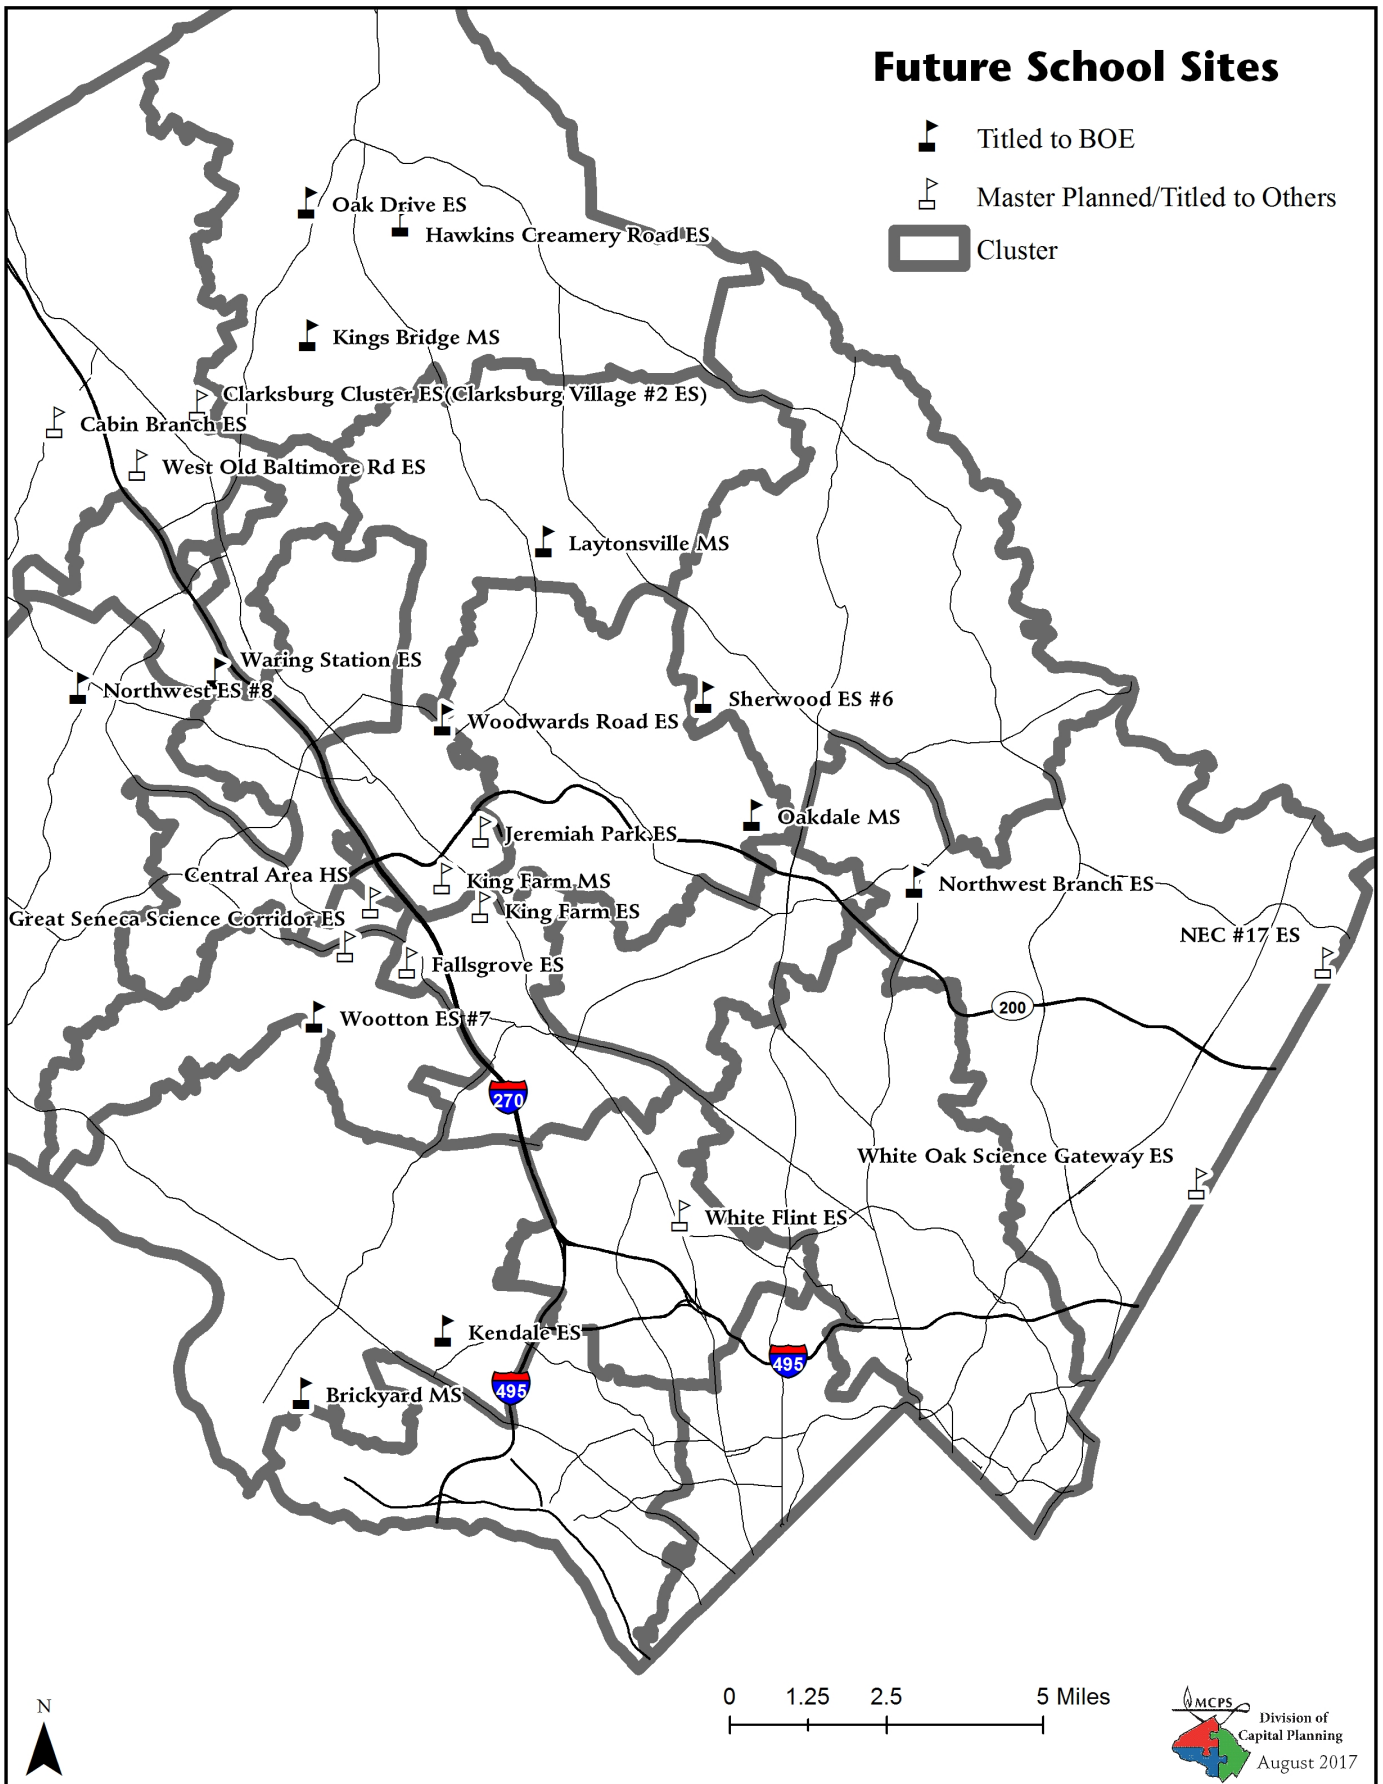 Future School Sites
Titled to BOE
Master Planned/Titled to Others
Cluster
Oak Drive ES
Hawkins Creamery Road ES
Kings Bridge MS
Clarksburg Cluster ES(Clarksburg Village #2 ES)
Cabin Branch ES
West Old Baltimore Rd ES
Laytonsville MS
Waring Station ES
Northwest ES #8
Sherwood ES #6
Woodwards Road ES
Oakdale MS
Jeremiah Park ES
Central Area HS
King Farm MS
Northwest Branch ES
King Farm ES
Great Seneca Science Corridor ES
NEC #17 ES
Fallsgrove ES
200
Wootton ES #7
270
White Oak Science Gateway ES
White Flint ES
Kendale ES
495
495
Brickyard MS
N
0 1.25 2.5 5 Miles
MCPS
Division of
Capital Planning
August 2017